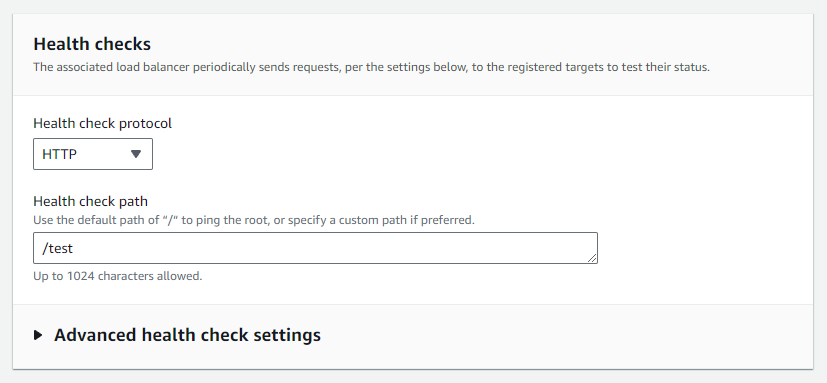 Health checks
The associated load balancer periodically sends requests, per the settings below, to the registered targets to test their status.
Health check protocol
HTTP
Health check path
Use the default path of “/” to ping the root, or specify a custom path if preferred.
/test
Up to 1024 characters allowed.
Advanced health check settings